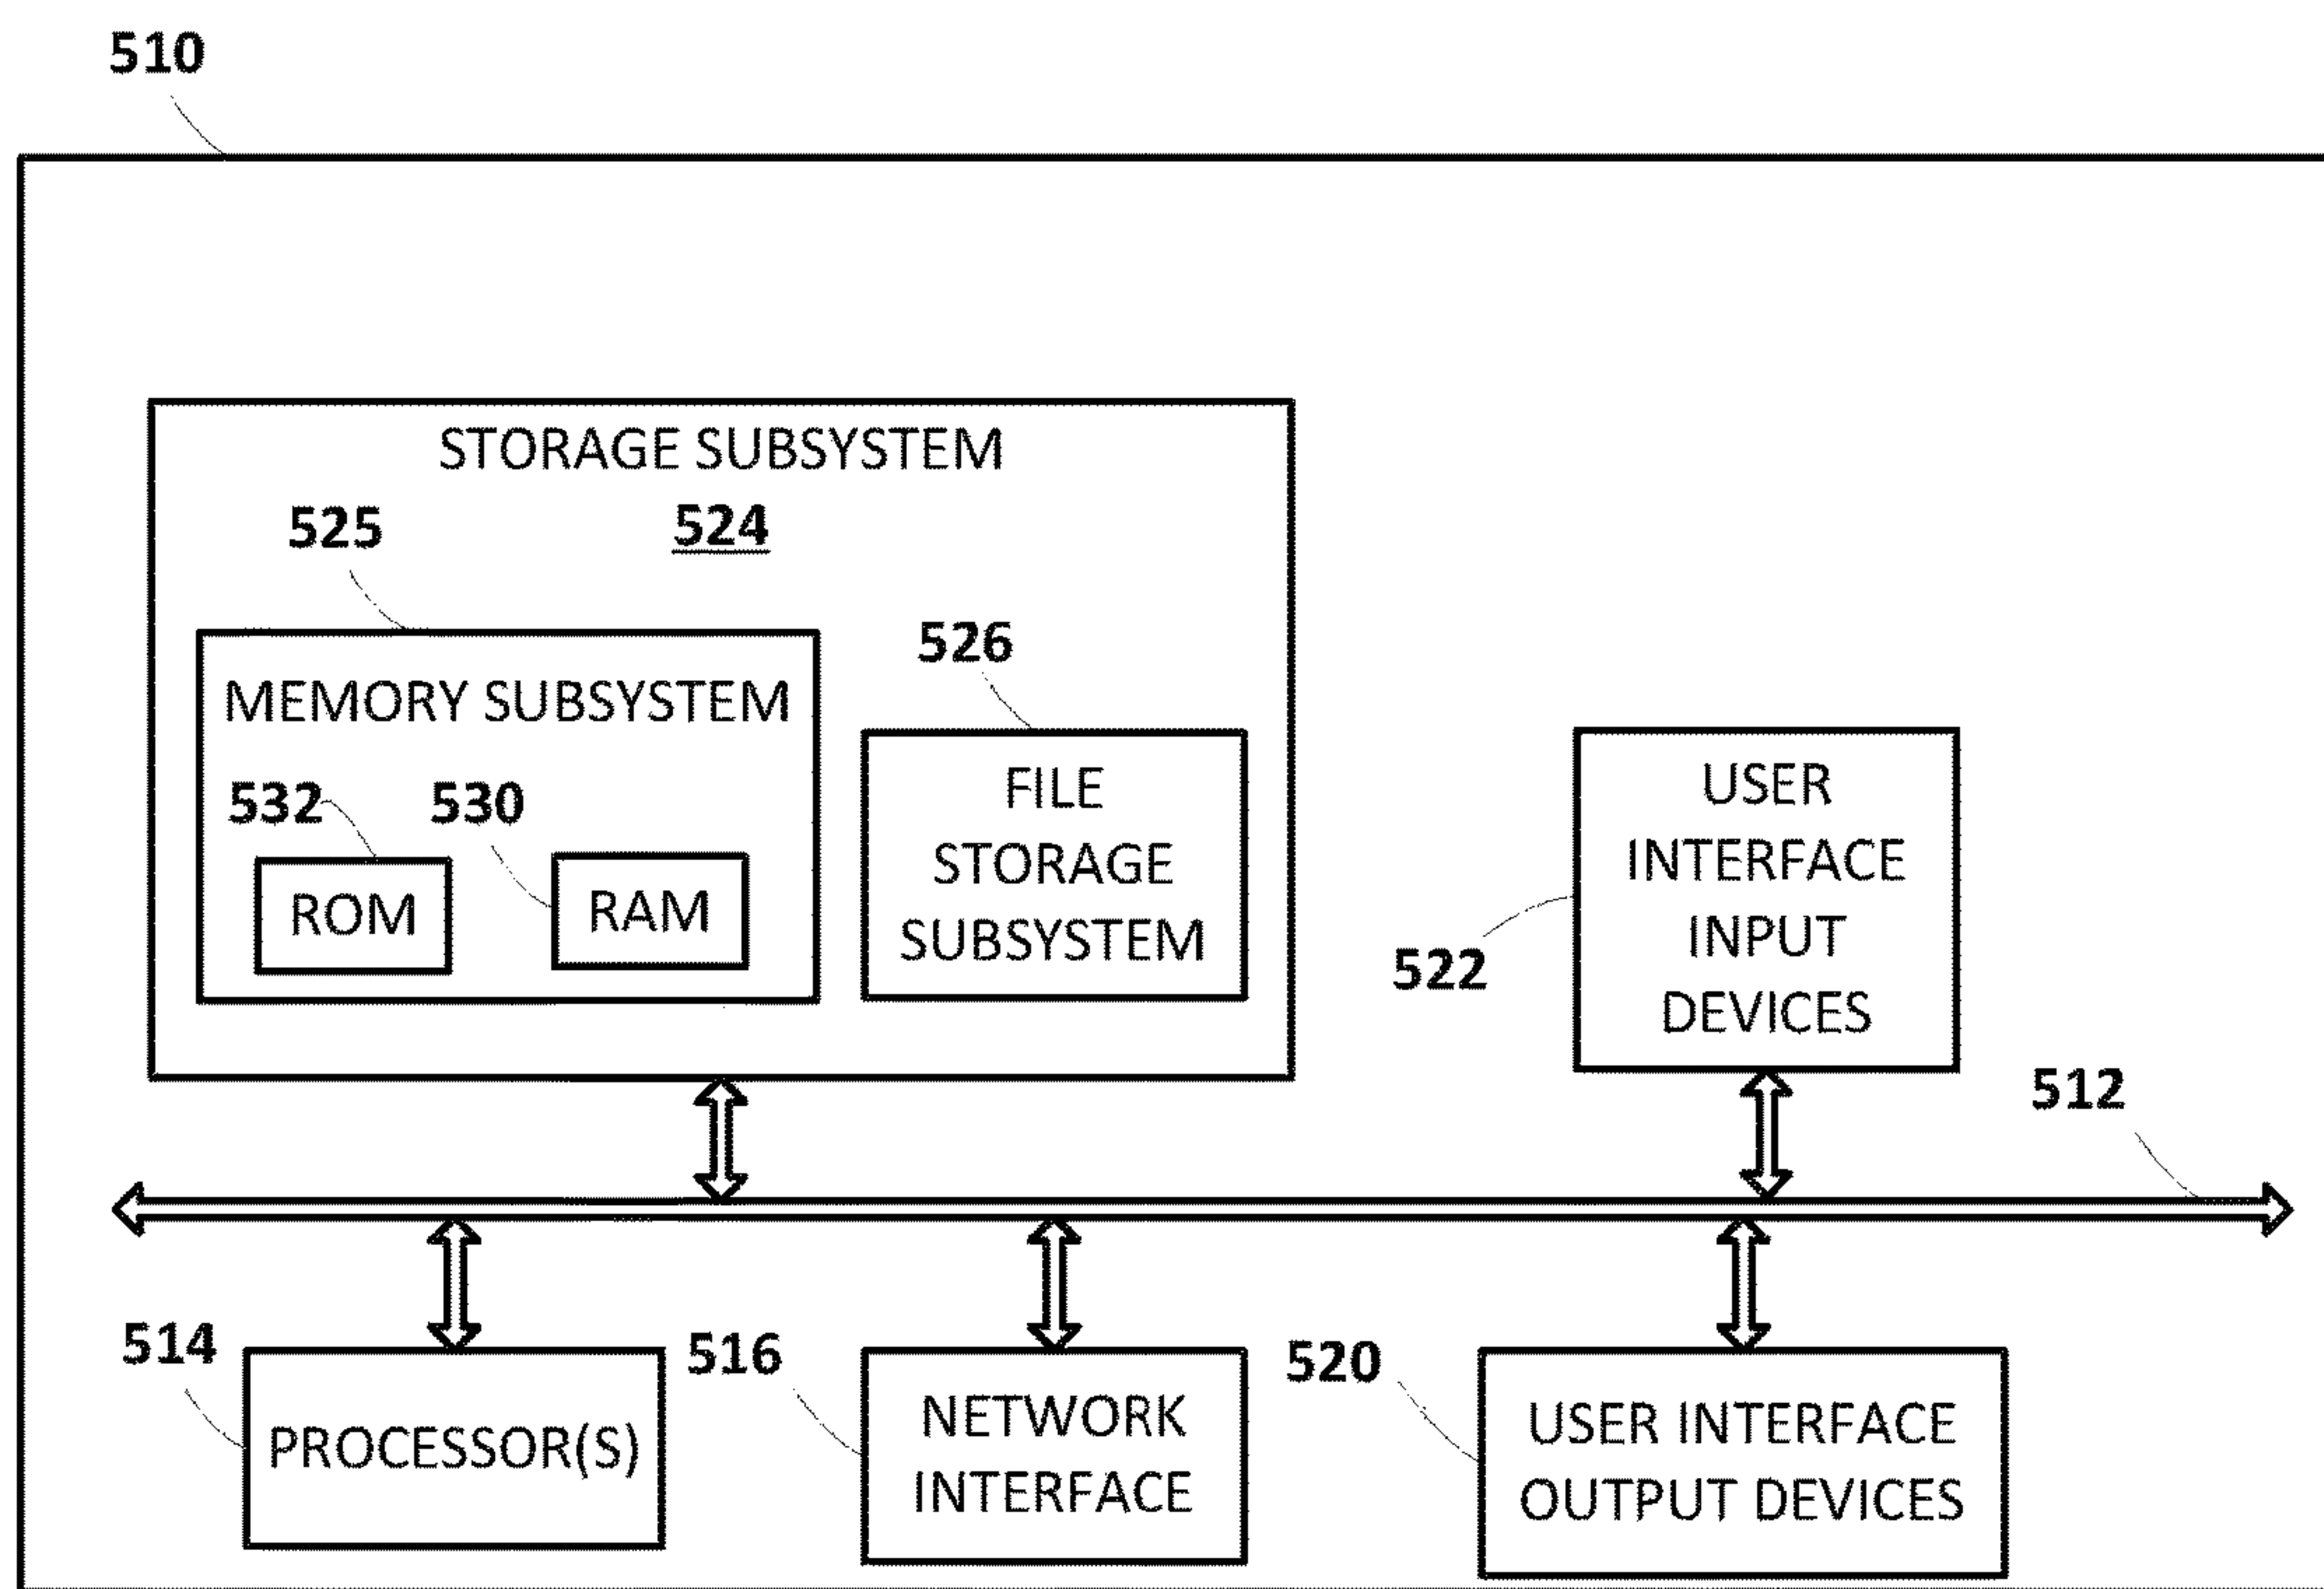 510
STORAGE SUBSYSTEM
525
524
526
MEMORY SUBSYSTEM
532
530
ROM
RAM
FILE
STORAGE
SUBSYSTEM
USER
INTERFACE
INPUT
DEVICES
522
512
514
516
520
PROCESSOR(S)
NETWORK
INTERFACE
USER INTERFACE
OUTPUT DEVICES